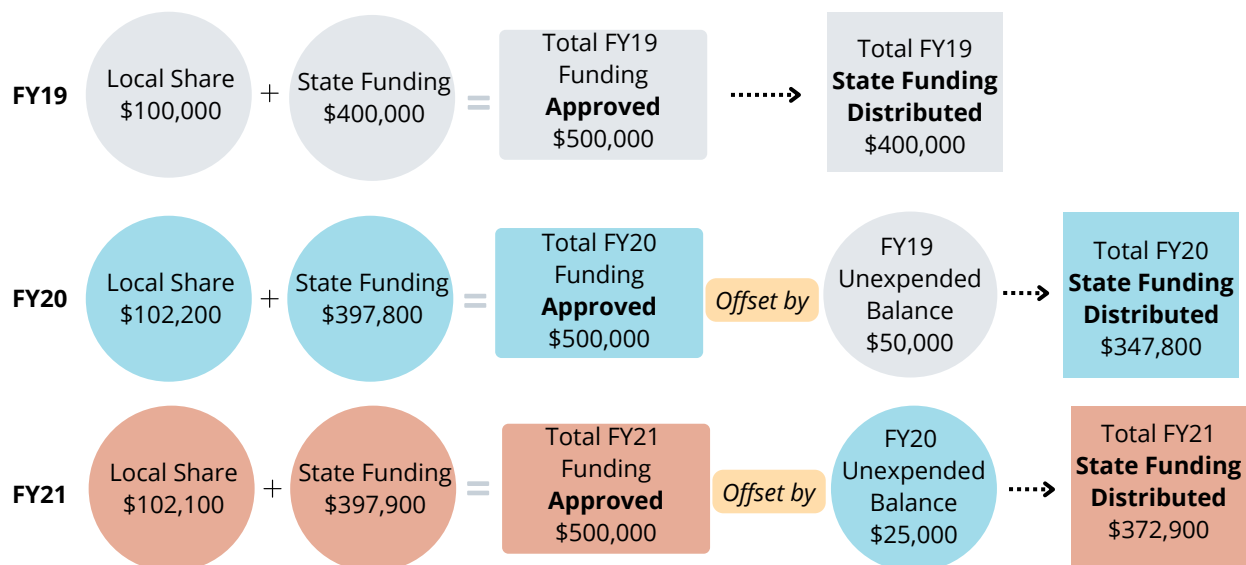 FY19
Local Share
$100,000
+
State Funding
$400,000
=
Total FY19
Funding
Approved
$500,000
Total FY19
State Funding
Distributed
$400,000
FY20
Local Share
$102,200
+
State Funding
$397,800
=
Total FY20
Funding
Approved
$500,000
Offset by
FY19
Unexpended
Balance
$50,000
Total FY20
State Funding
Distributed
$347,800
FY21
Local Share
$102,100
+
State Funding
$397,900
=
Total FY21
Funding
Approved
$500,000
Offset by
FY20
Unexpended
Balance
$25,000
Total FY21
State Funding
Distributed
$372,900